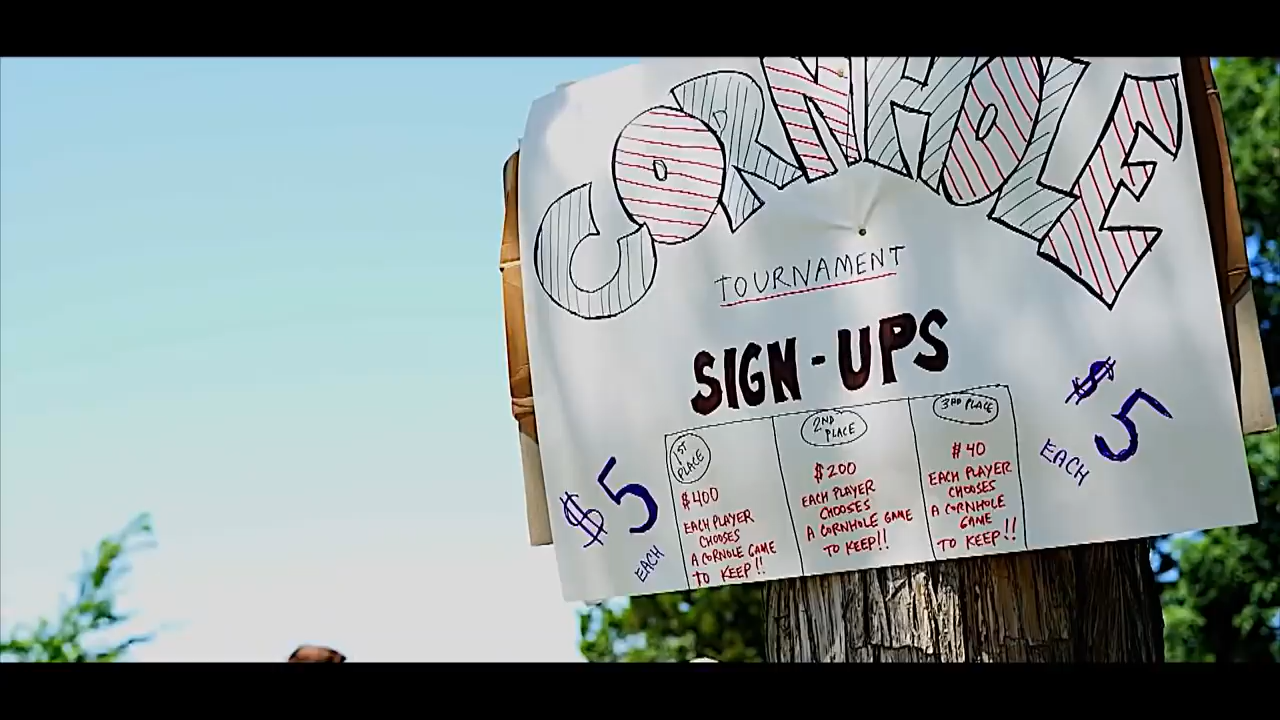 CORNHOLE
TOURNAMENT
SIGN-UPS
$5
EACH
1ST
PLACE
$400
EACH PLAYER
CHOOSES
A CORNOLE GAME
TO KEEP!!
2ND
PLACE
$200
EACH PLAYER
CHOOSES
A CORNHOLE GAME
TO KEEP!!
3RD PLACE
$40
EACH PLAYER
CHOOSES
A CORNHOLE
GAME
TO KEEP!!
$5
EACH